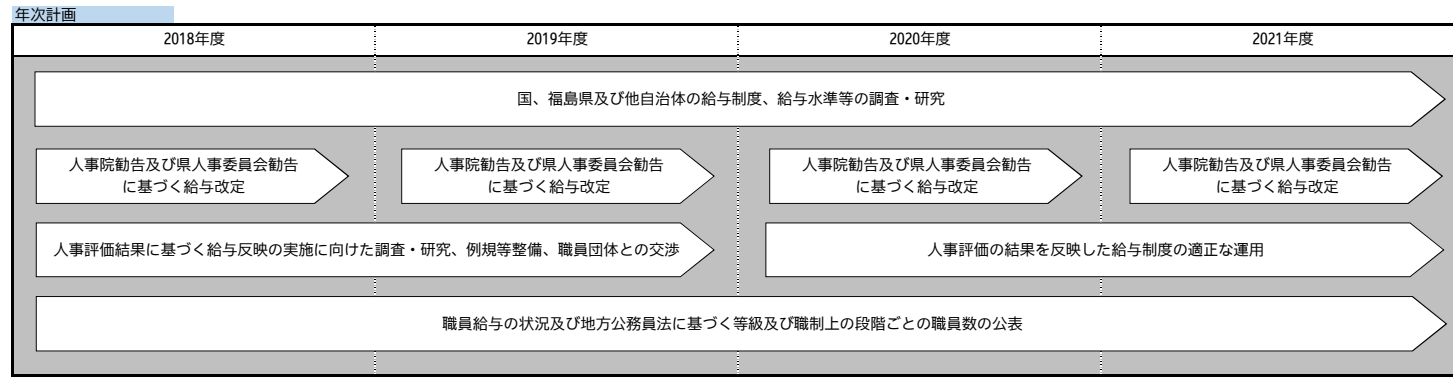 年次計画
2018年度
2019年度
2020年度
2021年度
国、福島県及び他自治体の給与制度、給与水準等の調査・研究
人事院勧告及び県人事委員会勧告
に基づく給与改定
人事院勧告及び県人事委員会勧告
に基づく給与改定
人事院勧告及び県人事委員会勧告
に基づく給与改定
人事院勧告及び県人事委員会勧告
に基づく給与改定
人事評価結果に基づく給与反映の実施に向けた調査・研究、例規等整備、職員団体との交渉
人事評価の結果を反映した給与制度の適正な運用
職員給与の状況及び地方公務員法に基づく等級及び職制上の段階ごとの職員数の公表